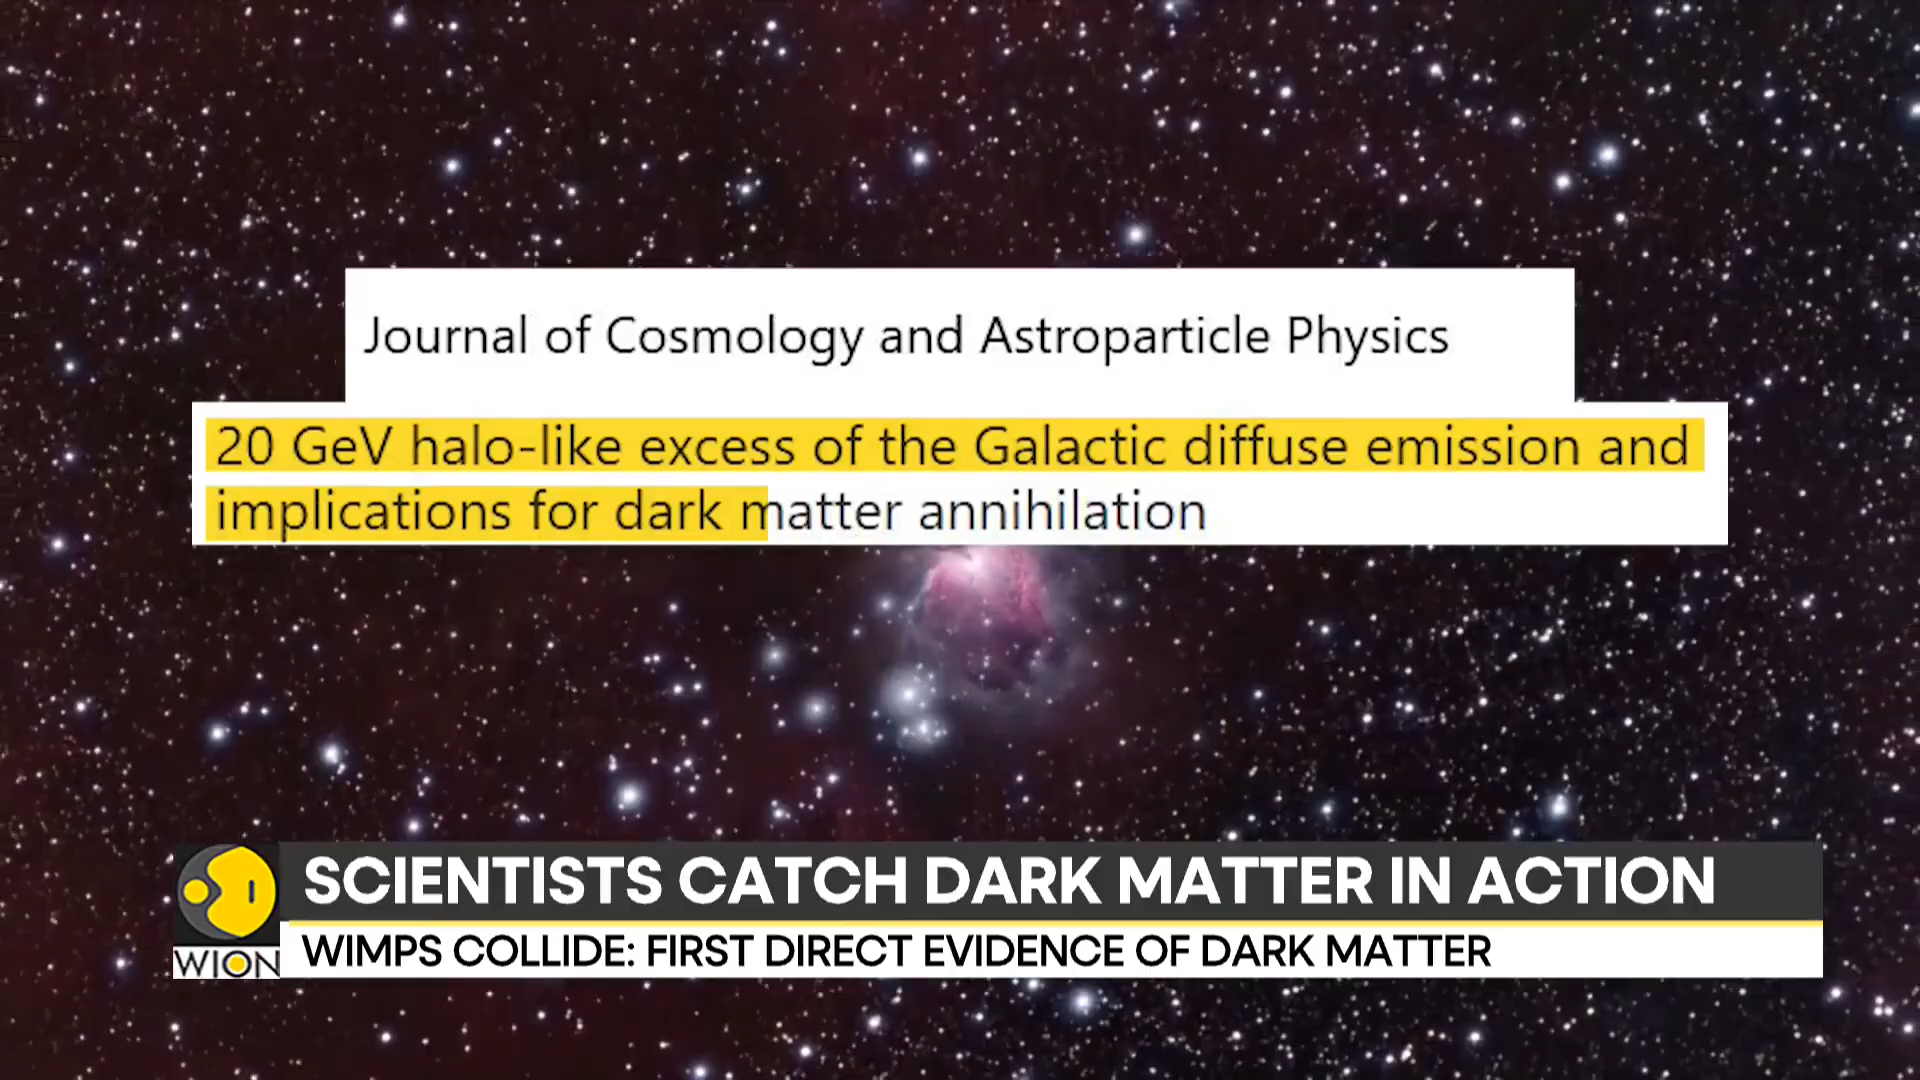 Journal of Cosmology and Astroparticle Physics
20 GeV halo-like excess of the Galactic diffuse emission and
implications for dark matter annihilation
SCIENTISTS CATCH DARK MATTER IN ACTION
WIMPS COLLIDE: FIRST DIRECT EVIDENCE OF DARK MATTER
WION